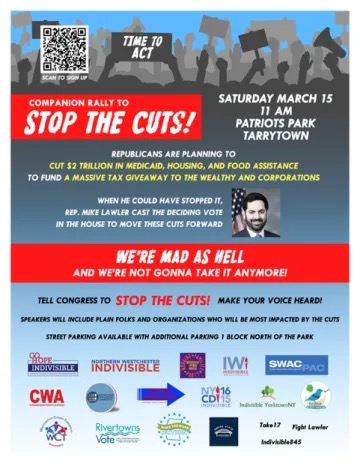 SCAN TO SIGN UP
TIME TO
ACT
COMPANION RALLY TO
STOP THE CUTS!
SATURDAY MARCH 15
11 AM
PATRIOTS PARK
TARRYTOWN
REPUBLICANS ARE PLANNING TO
CUT $2 TRILLION IN MEDICAID, HOUSING, AND FOOD ASSISTANCE
TO FUND A MASSIVE TAX GIVEAWAY TO THE WEALTHY AND CORPORATIONS
WHEN HE COULD HAVE STOPPED IT,
REP. MIKE LAWLER CAST THE DECIDING VOTE
IN THE HOUSE TO MOVE THESE CUTS FORWARD
WE'RE MAD AS HELL
AND WE'RE NOT GONNA TAKE IT ANYMORE!
TELL CONGRESS TO STOP THE CUTS! MAKE YOUR VOICE HEARD!
SPEAKERS WILL INCLUDE PLAIN FOLKS AND ORGANIZATIONS WHO WILL BE MOST IMPACTED BY THE CUTS
STREET PARKING AVAILABLE WITH ADDITIONAL PARKING 1 BLOCK NORTH OF THE PARK
HOPE
INDIVISIBLE
NORTHERN WESTCHESTER
INDIVISIBLE
INDIVISIBLE
IW
INDIVISIBLE
SWAC
PAC
CWA
NY 16
CD 15
INDIVISIBLE
Indivisible YorktownNY
WCT
Rivertowns
Vote
Take17
Fight Lawler
Indivisible845